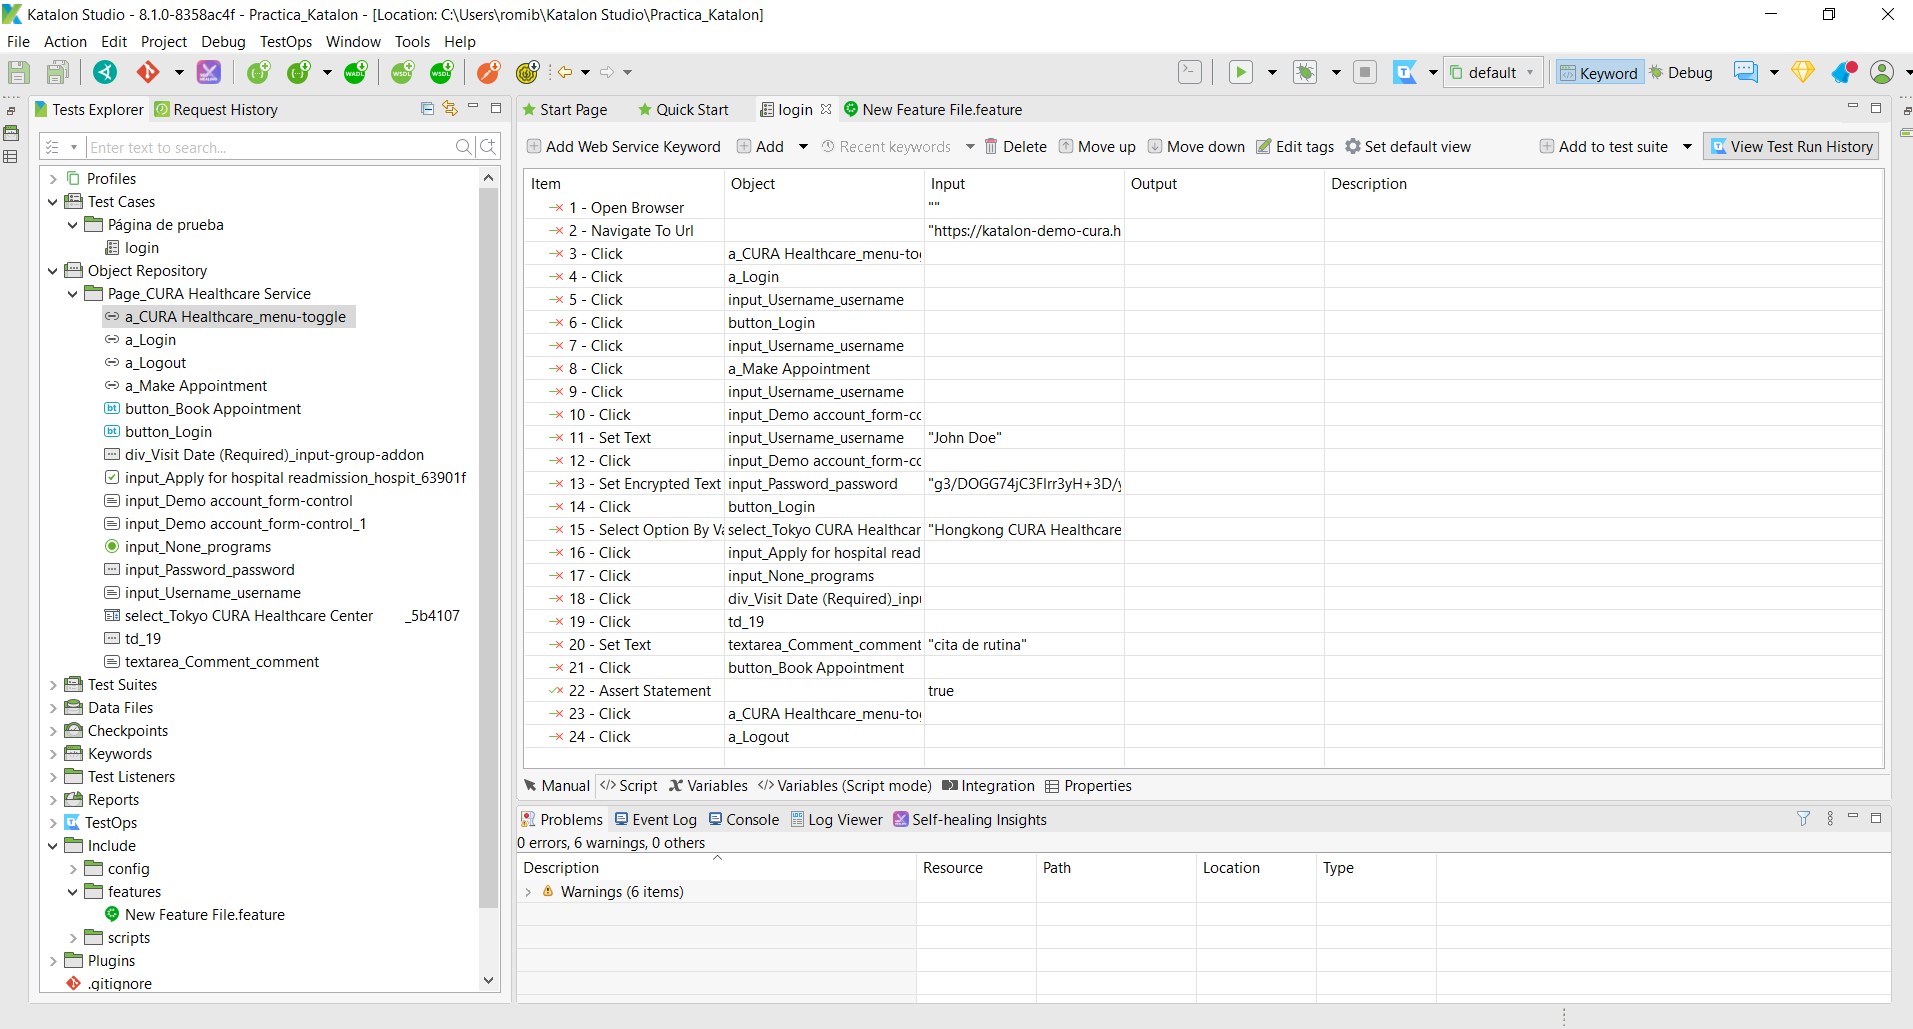 Katalon Studio - 8.1.0-8358ac4f - Practica_Katalon - [Location: C:\Users\romib\Katalon Studio\Practica_Katalon]
File Action Edit Project Debug TestOps Window Tools Help
default Keyword Debug
Tests Explorer Request History
Enter text to search...
Profiles
Test Cases
Página de prueba
login
Object Repository
Page_CURA Healthcare Service
a_CURA Healthcare_menu-toggle
a_Login
a_Logout
a_Make Appointment
button_Book Appointment
button_Login
div_Visit Date (Required)_input-group-addon
input_Apply for hospital readmission_hospit_63901f
input_Demo account_form-control
input_Demo account_form-control_1
input_None_programs
input_Password_password
input_Username_username
select_Tokyo CURA Healthcare Center _5b4107
td_19
textarea_Comment_comment
Test Suites
Data Files
Checkpoints
Keywords
Test Listeners
Reports
TestOps
Include
config
features
New Feature File.feature
scripts
Plugins
.gitignore
Start Page Quick Start login New Feature File.feature
Add Web Service Keyword Add Recent keywords Delete Move up Move down Edit tags Set default view Add to test suite View Test Run History
Item Object Input Output Description
1 - Open Browser ""
2 - Navigate To Url "https://katalon-demo-cura.h
3 - Click a_CURA Healthcare_menu-to
4 - Click a_Login
5 - Click input_Username_username
6 - Click button_Login
7 - Click input_Username_username
8 - Click a_Make Appointment
9 - Click input_Username_username
10 - Click input_Demo account_form-cc
11 - Set Text input_Username_username "John Doe"
12 - Click input_Demo account_form-cc
13 - Set Encrypted Text input_Password_password "g3/DOGG74jC3Flrr3yH+3D/y
14 - Click button_Login
15 - Select Option By Va select_Tokyo CURA Healthcar "Hongkong CURA Healthcare
16 - Click input_Apply for hospital read
17 - Click input_None_programs
18 - Click div_Visit Date (Required)_inpu
19 - Click td_19
20 - Set Text textarea_Comment_comment "cita de rutina"
21 - Click button_Book Appointment
22 - Assert Statement true
23 - Click a_CURA Healthcare_menu-to
24 - Click a_Logout
Manual Script Variables Variables (Script mode) Integration Properties
Problems Event Log Console Log Viewer Self-healing Insights
0 errors, 6 warnings, 0 others
Description Resource Path Location Type
Warnings (6 items)